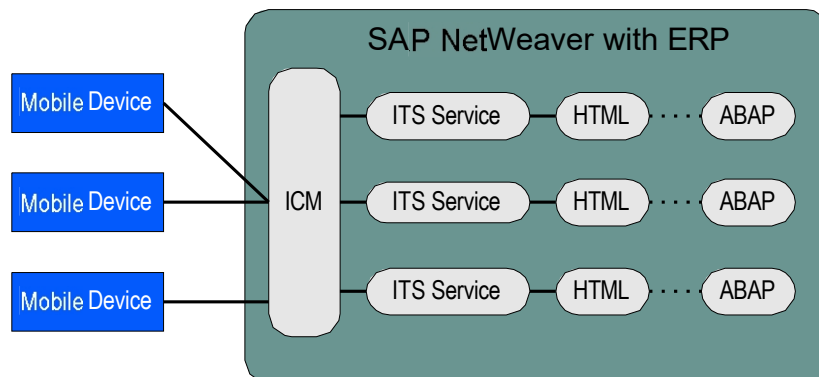 SAP NetWeaver with ERP
Mobile Device
ITS Service
HTML
ABAP
Mobile Device
ICM
ITS Service
HTML
ABAP
Mobile Device
ITS Service
HTML
ABAP